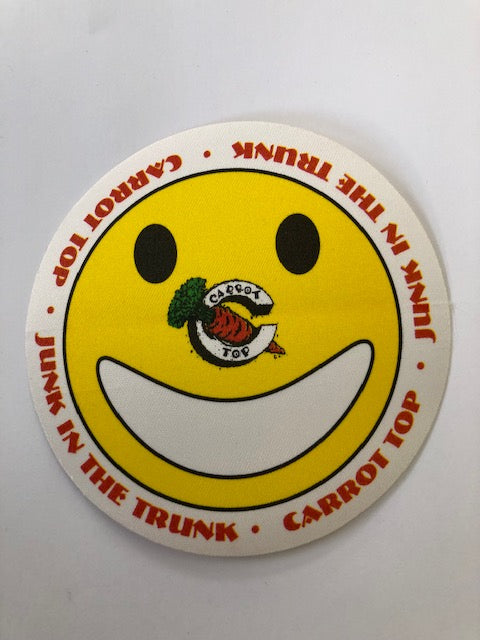 CARROT TOP • JUNK IN THE TRUNK • CARROT TOP • JUNK IN THE TRUNK •
CARROT
TOP